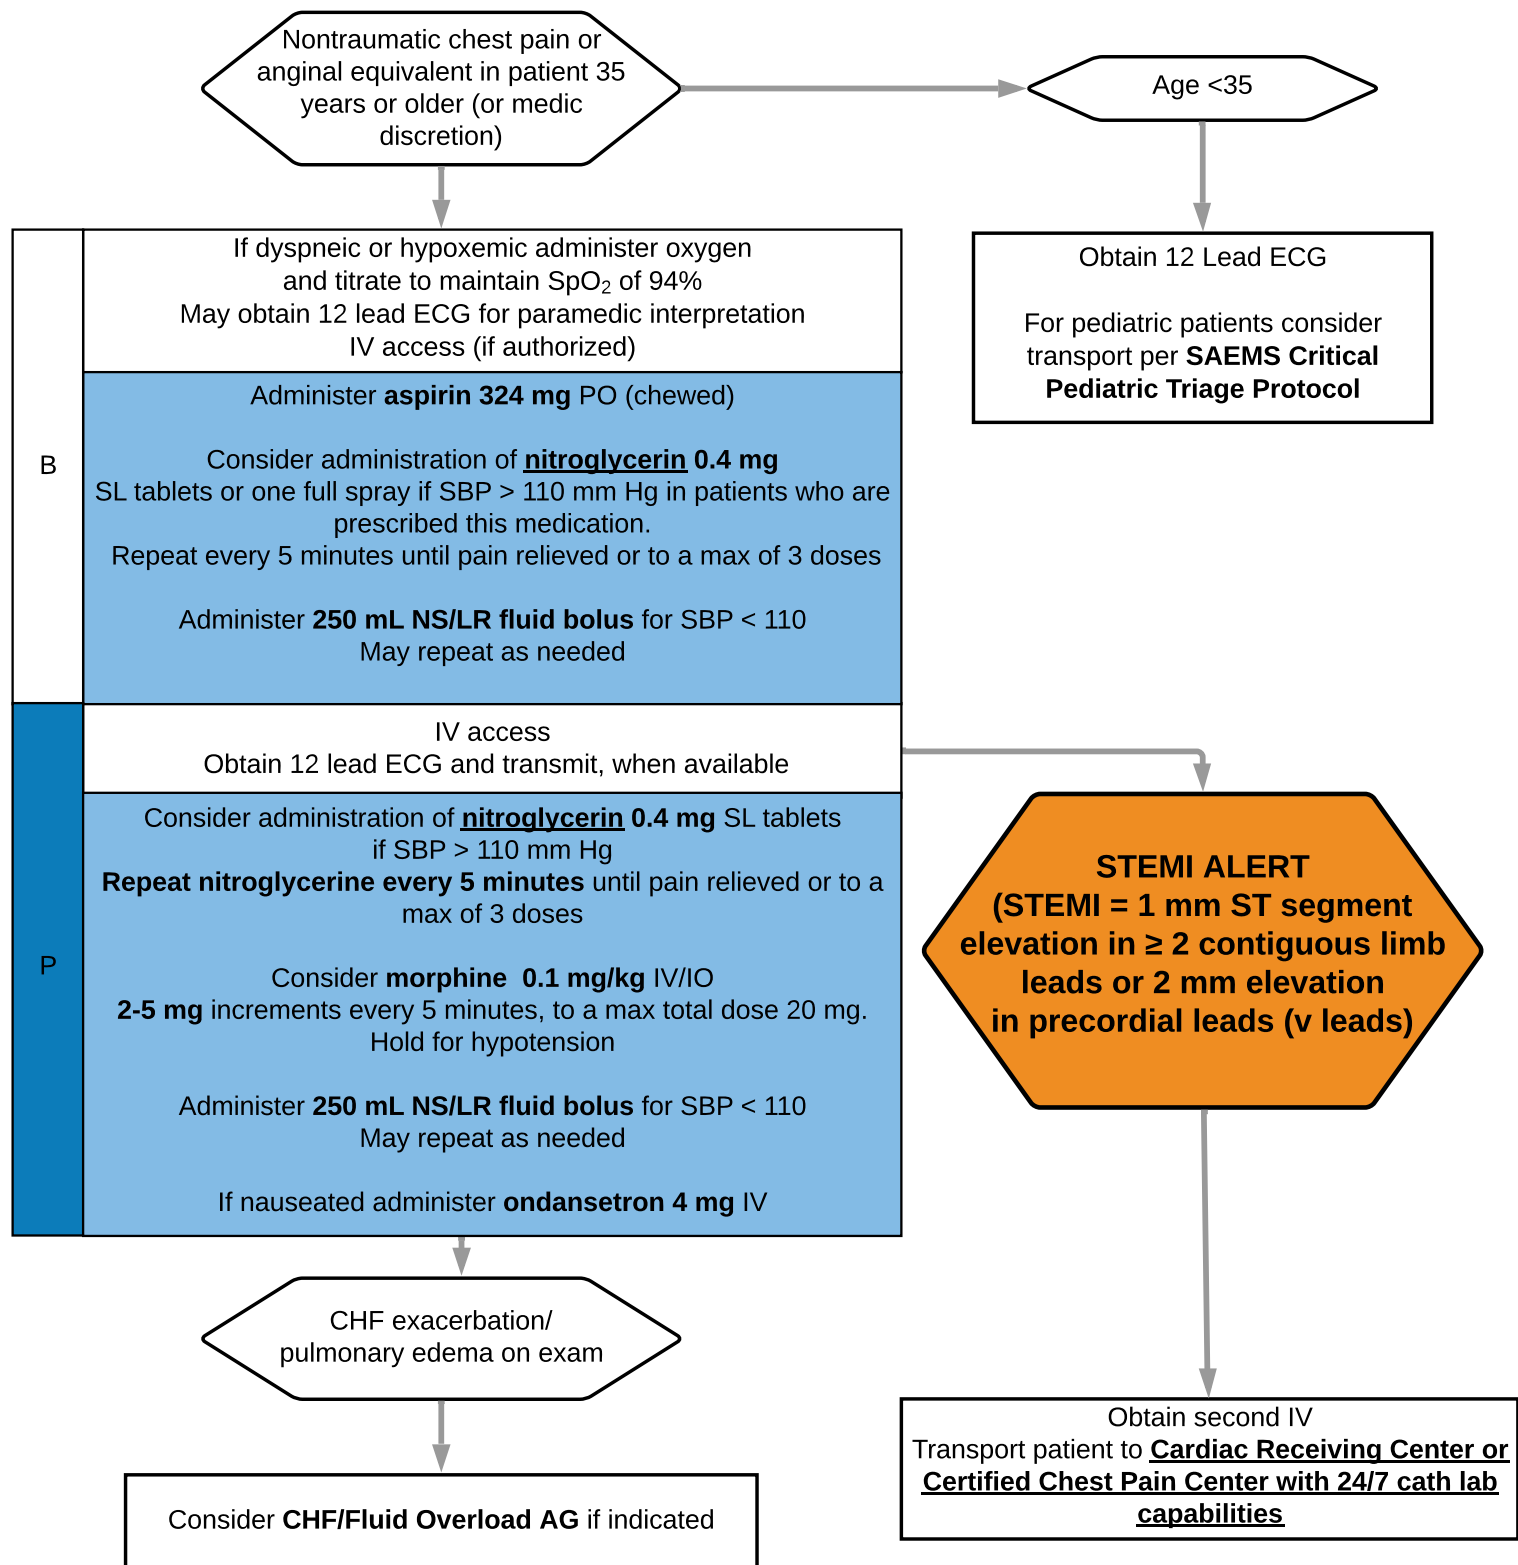 Nontraumatic chest pain or
anginal equivalent in patient 35
years or older (or medic
discretion)
Age <35
If dyspneic or hypoxemic administer oxygen
and titrate to maintain SpO₂ of 94%
May obtain 12 lead ECG for paramedic interpretation
IV access (if authorized)
Obtain 12 Lead ECG
For pediatric patients consider
transport per SAEMS Critical
Pediatric Triage Protocol
B
Administer aspirin 324 mg PO (chewed)
Consider administration of nitroglycerin 0.4 mg
SL tablets or one full spray if SBP > 110 mm Hg in patients who are
prescribed this medication.
Repeat every 5 minutes until pain relieved or to a max of 3 doses
Administer 250 mL NS/LR fluid bolus for SBP < 110
May repeat as needed
P
IV access
Obtain 12 lead ECG and transmit, when available
Consider administration of nitroglycerin 0.4 mg SL tablets
if SBP > 110 mm Hg
Repeat nitroglycerine every 5 minutes until pain relieved or to a
max of 3 doses
Consider morphine  0.1 mg/kg IV/IO
2-5 mg increments every 5 minutes, to a max total dose 20 mg.
Hold for hypotension
Administer 250 mL NS/LR fluid bolus for SBP < 110
May repeat as needed
If nauseated administer ondansetron 4 mg IV
STEMI ALERT
(STEMI = 1 mm ST segment
elevation in ≥ 2 contiguous limb
leads or 2 mm elevation
in precordial leads (v leads)
CHF exacerbation/
pulmonary edema on exam
Consider CHF/Fluid Overload AG if indicated
Obtain second IV
Transport patient to Cardiac Receiving Center or
Certified Chest Pain Center with 24/7 cath lab
capabilities